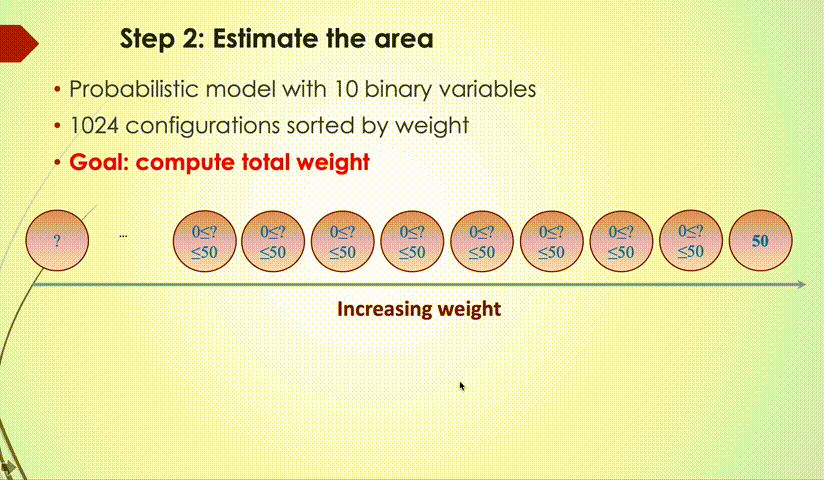 Step 2: Estimate the area
• Probabilistic model with 10 binary variables
• 1024 configurations sorted by weight
• Goal: compute total weight
? ... 0≤? 0≤? 0≤? 0≤? 0≤? 0≤? 0≤? 0≤? 50
≤50 ≤50 ≤50 ≤50 ≤50 ≤50 ≤50 ≤50
Increasing weight